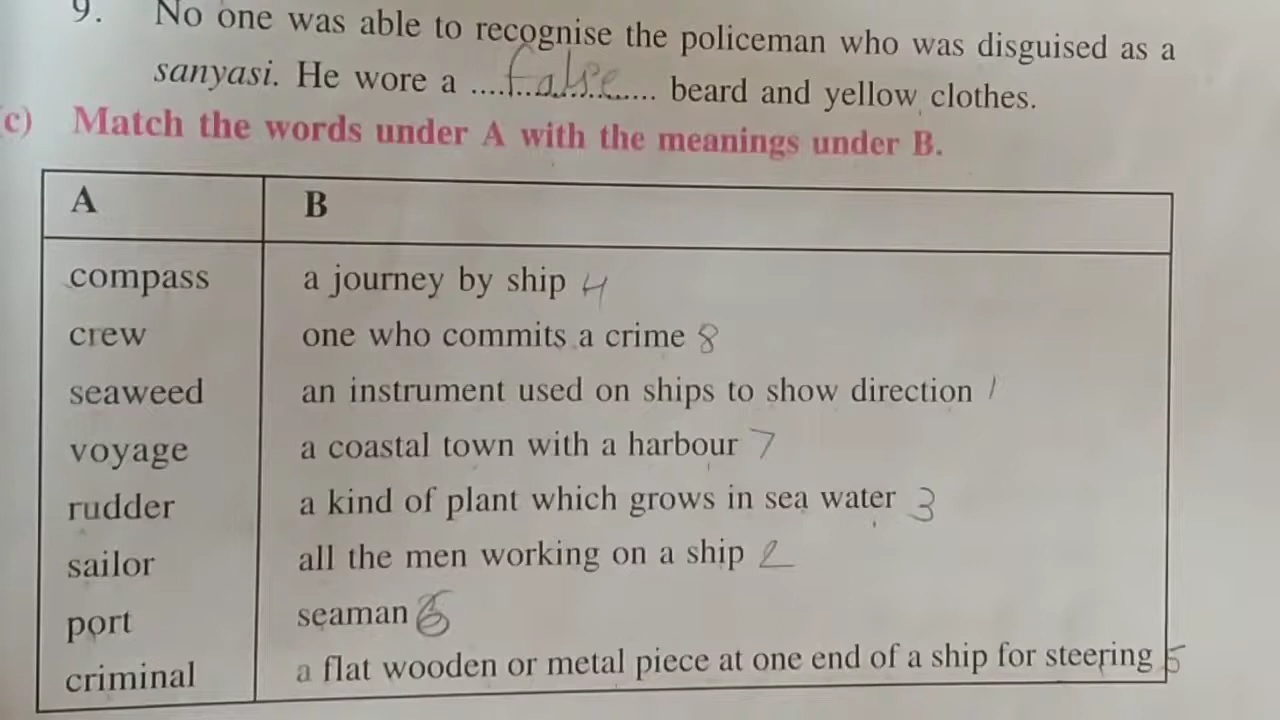 9. No one was able to recognise the policeman who was disguised as a
sanyasi. He wore a ....false.... beard and yellow clothes.
(c) Match the words under A with the meanings under B.
A B
compass a journey by ship 4
crew one who commits a crime 8
seaweed an instrument used on ships to show direction 1
voyage a coastal town with a harbour 7
rudder a kind of plant which grows in sea water 3
sailor all the men working on a ship 2
port seaman 6
criminal a flat wooden or metal piece at one end of a ship for steering 5